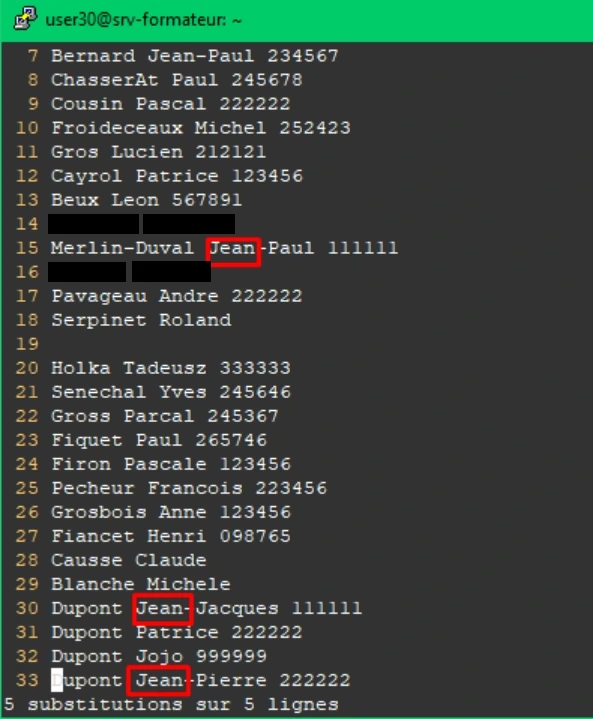 user30@srv-formateur: ~
7 Bernard Jean-Paul 234567
8 ChasserAt Paul 245678
9 Cousin Pascal 222222
10 Froideceaux Michel 252423
11 Gros Lucien 212121
12 Cayrol Patrice 123456
13 Beux Leon 567891
14
15 Merlin-Duval Jean-Paul 111111
16
17 Pavageau Andre 222222
18 Serpinet Roland
19
20 Holka Tadeusz 333333
21 Senechal Yves 245646
22 Gross Parcal 245367
23 Fiquet Paul 265746
24 Firon Pascale 123456
25 Pecheur Francois 223456
26 Grosbois Anne 123456
27 Fiancet Henri 098765
28 Causse Claude
29 Blanche Michele
30 Dupont Jean-Jacques 111111
31 Dupont Patrice 222222
32 Dupont Jojo 999999
33 Dupont Jean-Pierre 222222
5 substitutions sur 5 lignes